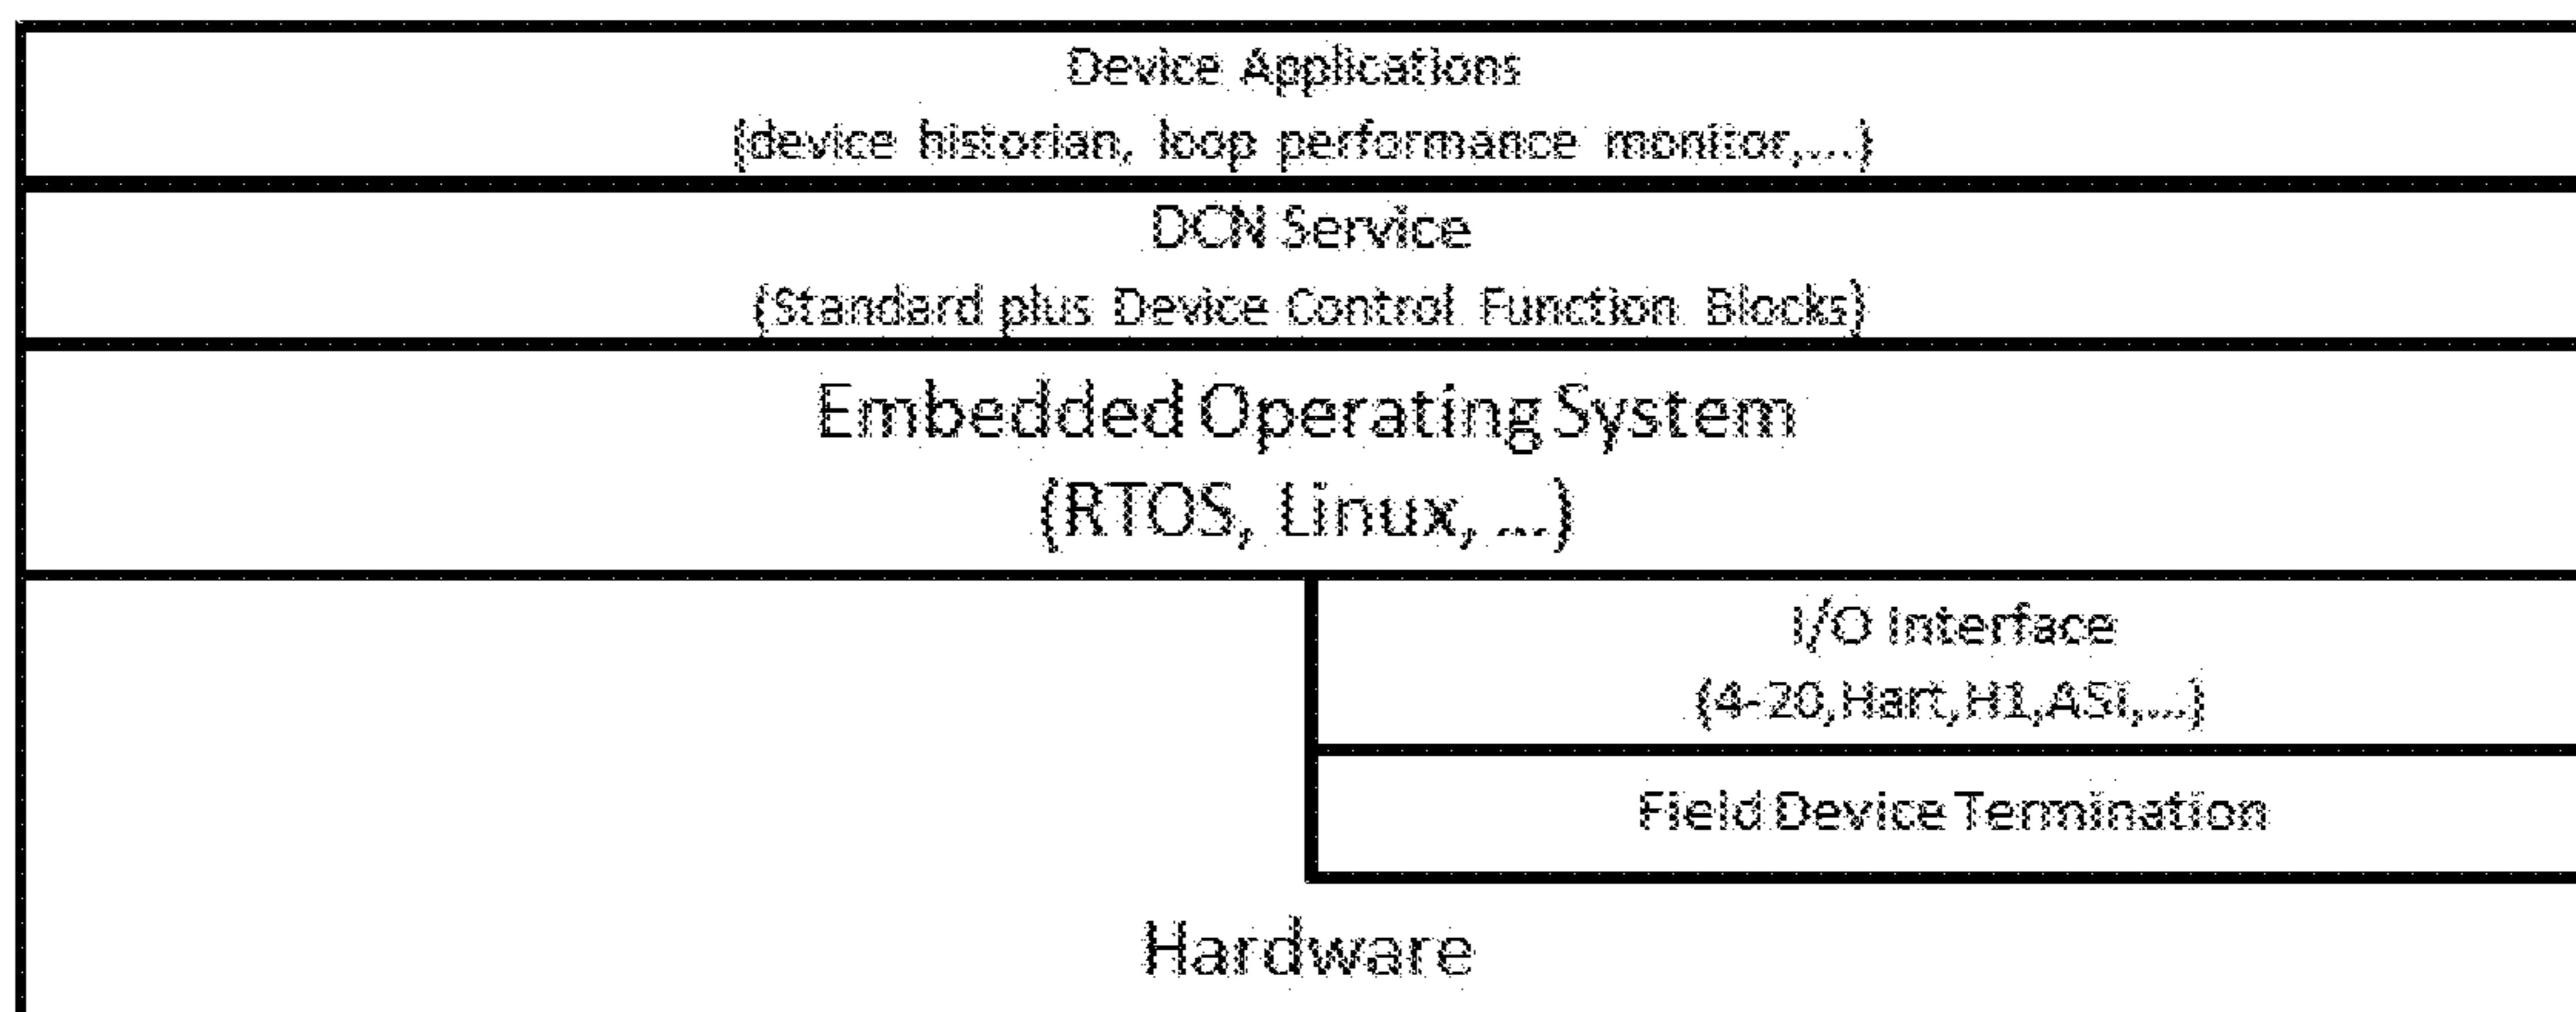 Device Applications
(device historian, loop performance monitor,...)
DCN Service
(Standard plus Device Control Function Blocks)
Embedded Operating System
(RTOS, Linux, ...)
I/O Interface
(4-20,Hart,H1,ASI,...)
Field Device Termination
Hardware